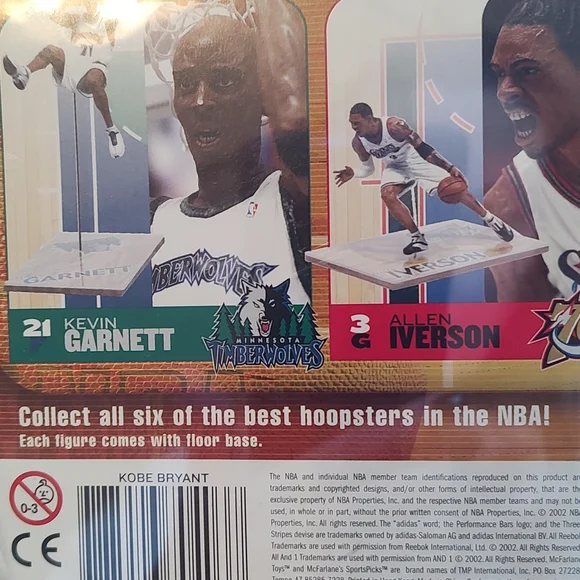 GARNETT
TIMBERWOLVES
21 KEVIN
GARNETT
MINNESOTA
TIMBERWOLVES
IVERSON
3 ALLEN
G IVERSON
Collect all six of the best hoopsters in the NBA!
Each figure comes with floor base.
0-3
CE
KOBE BRYANT
The NBA and individual NBA member team identifications reproduced on this product are
trademarks and copyrighted designs, and/or other forms of intellectual property, that are the
exclusive property of NBA Properties, Inc. and the respective NBA member teams and may not be
used, in whole or in part, without the prior written consent of NBA Properties, Inc. © 2002 NBA
Properties, Inc. All rights reserved. The "adidas" word; the Performance Bars logo; and the Three
Stripes devise are trademarks owned by adidas-Saloman AG and adidas International BV. All Reebok
Trademarks are used with permission from Reebok International, Ltd. © 2002. All Rights Reserved.
All And 1 Trademarks are used with permission from AND 1 © 2002. All Rights Reserved.
Toys™ and McFarlane's SportsPicks™ are brand names of TMP International, Inc. PO BOX 27228